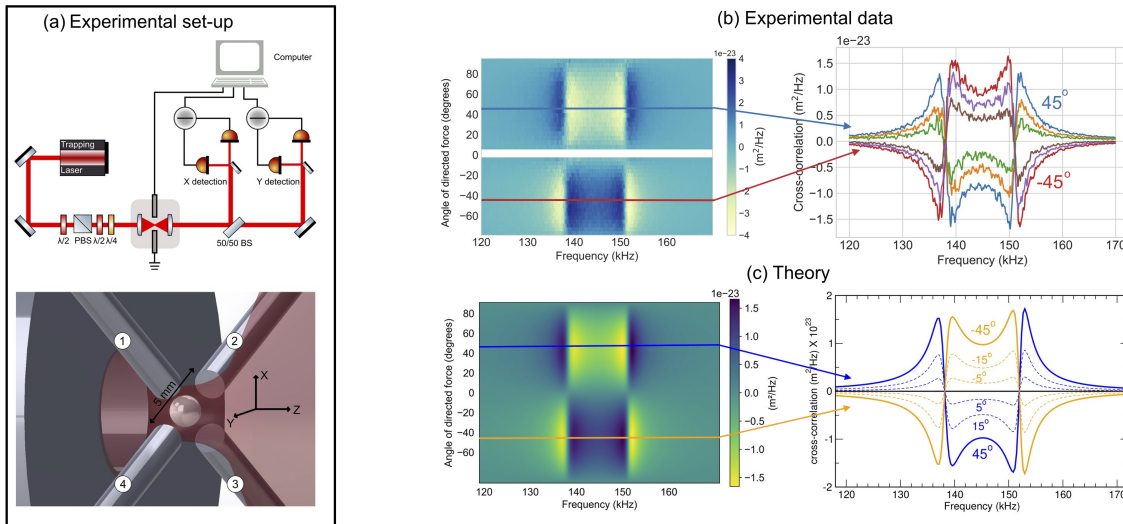 (a) Experimental set-up
Computer
Trapping
Laser
X detection
Y detection
λ/2 PBS λ/2 λ/4
50/50 BS
1
2
5 mm
X
Y
Z
4
3
(b) Experimental data
1e−23
Angle of directed force (degrees)
80
60
40
20
0
−20
−40
−60
−80
120 130 140 150 160
Frequency (kHz)
4
3
2
1
0
−1
−2
−3
−4
(m²/Hz)
1e−23
Cross-correlation (m²/Hz)
1.5
1.0
0.5
0.0
−0.5
−1.0
−1.5
45°
-45°
120 130 140 150 160 170
Frequency (kHz)
(c) Theory
1e−23
Angle of directed force (degrees)
80
60
40
20
0
−20
−40
−60
120 130 140 150 160
Frequency (kHz)
1.5
1.0
0.5
0.0
−0.5
−1.0
−1.5
(m²/Hz)
cross-correlation (m²/Hz) X 10²³
2
1
0
-1
-2
-45°
-15°
-5°
5°
15°
45°
120 130 140 150 160 170
Frequency (kHz)